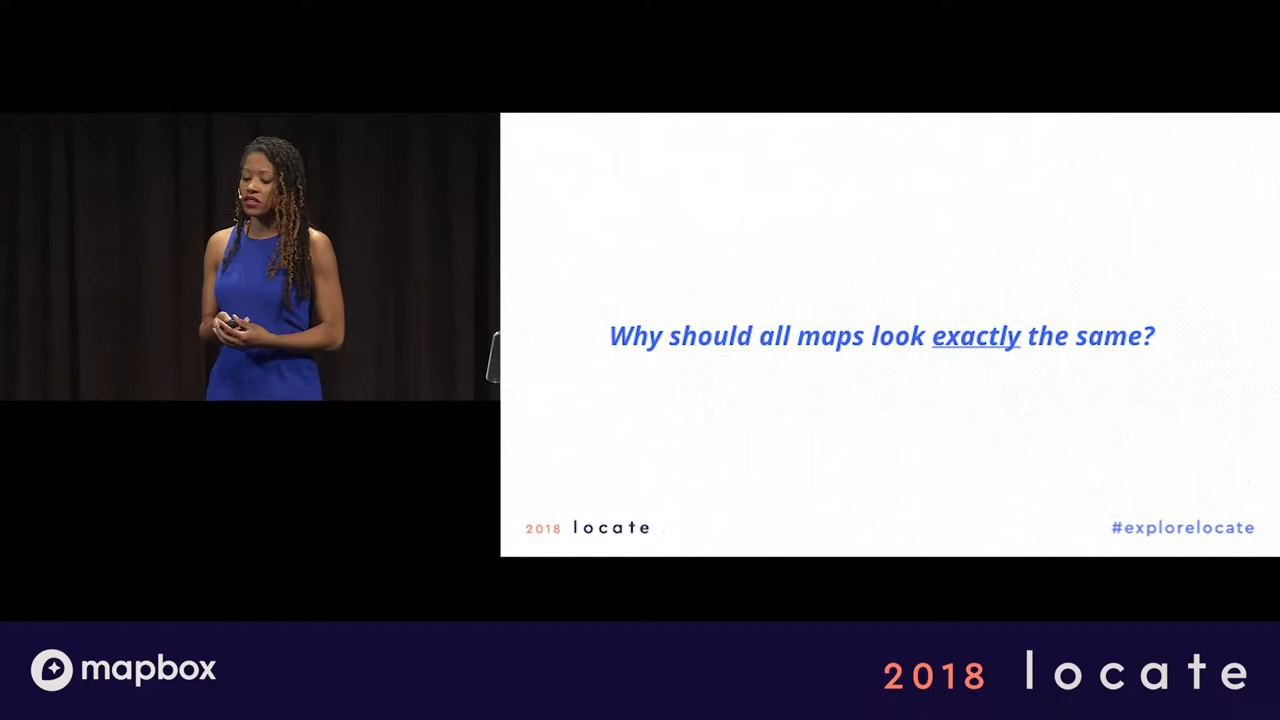 Why should all maps look exactly the same?
2018 locate
#explorelocate
mapbox
2018 locate